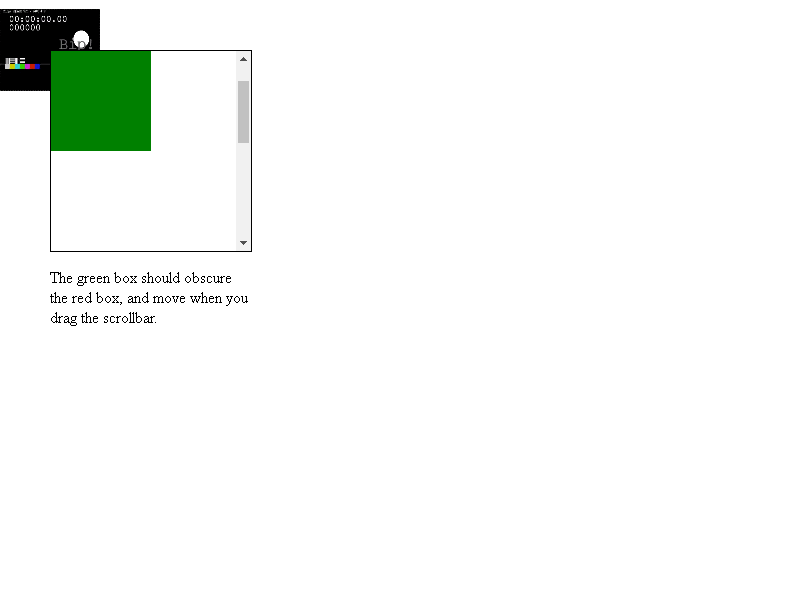 00:00:00.00
000000
Bip!
The green box should obscure
the red box, and move when you
drag the scrollbar.